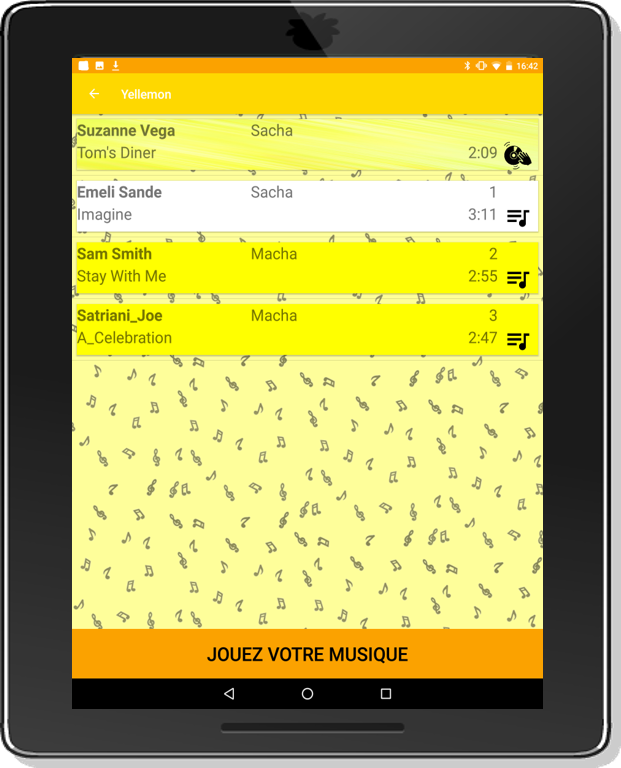 16:42
Yellemon
Suzanne Vega Sacha
Tom's Diner 2:09
Emeli Sande Sacha 1
Imagine 3:11
Sam Smith Macha 2
Stay With Me 2:55
Satriani_Joe Macha 3
A_Celebration 2:47
JOUEZ VOTRE MUSIQUE